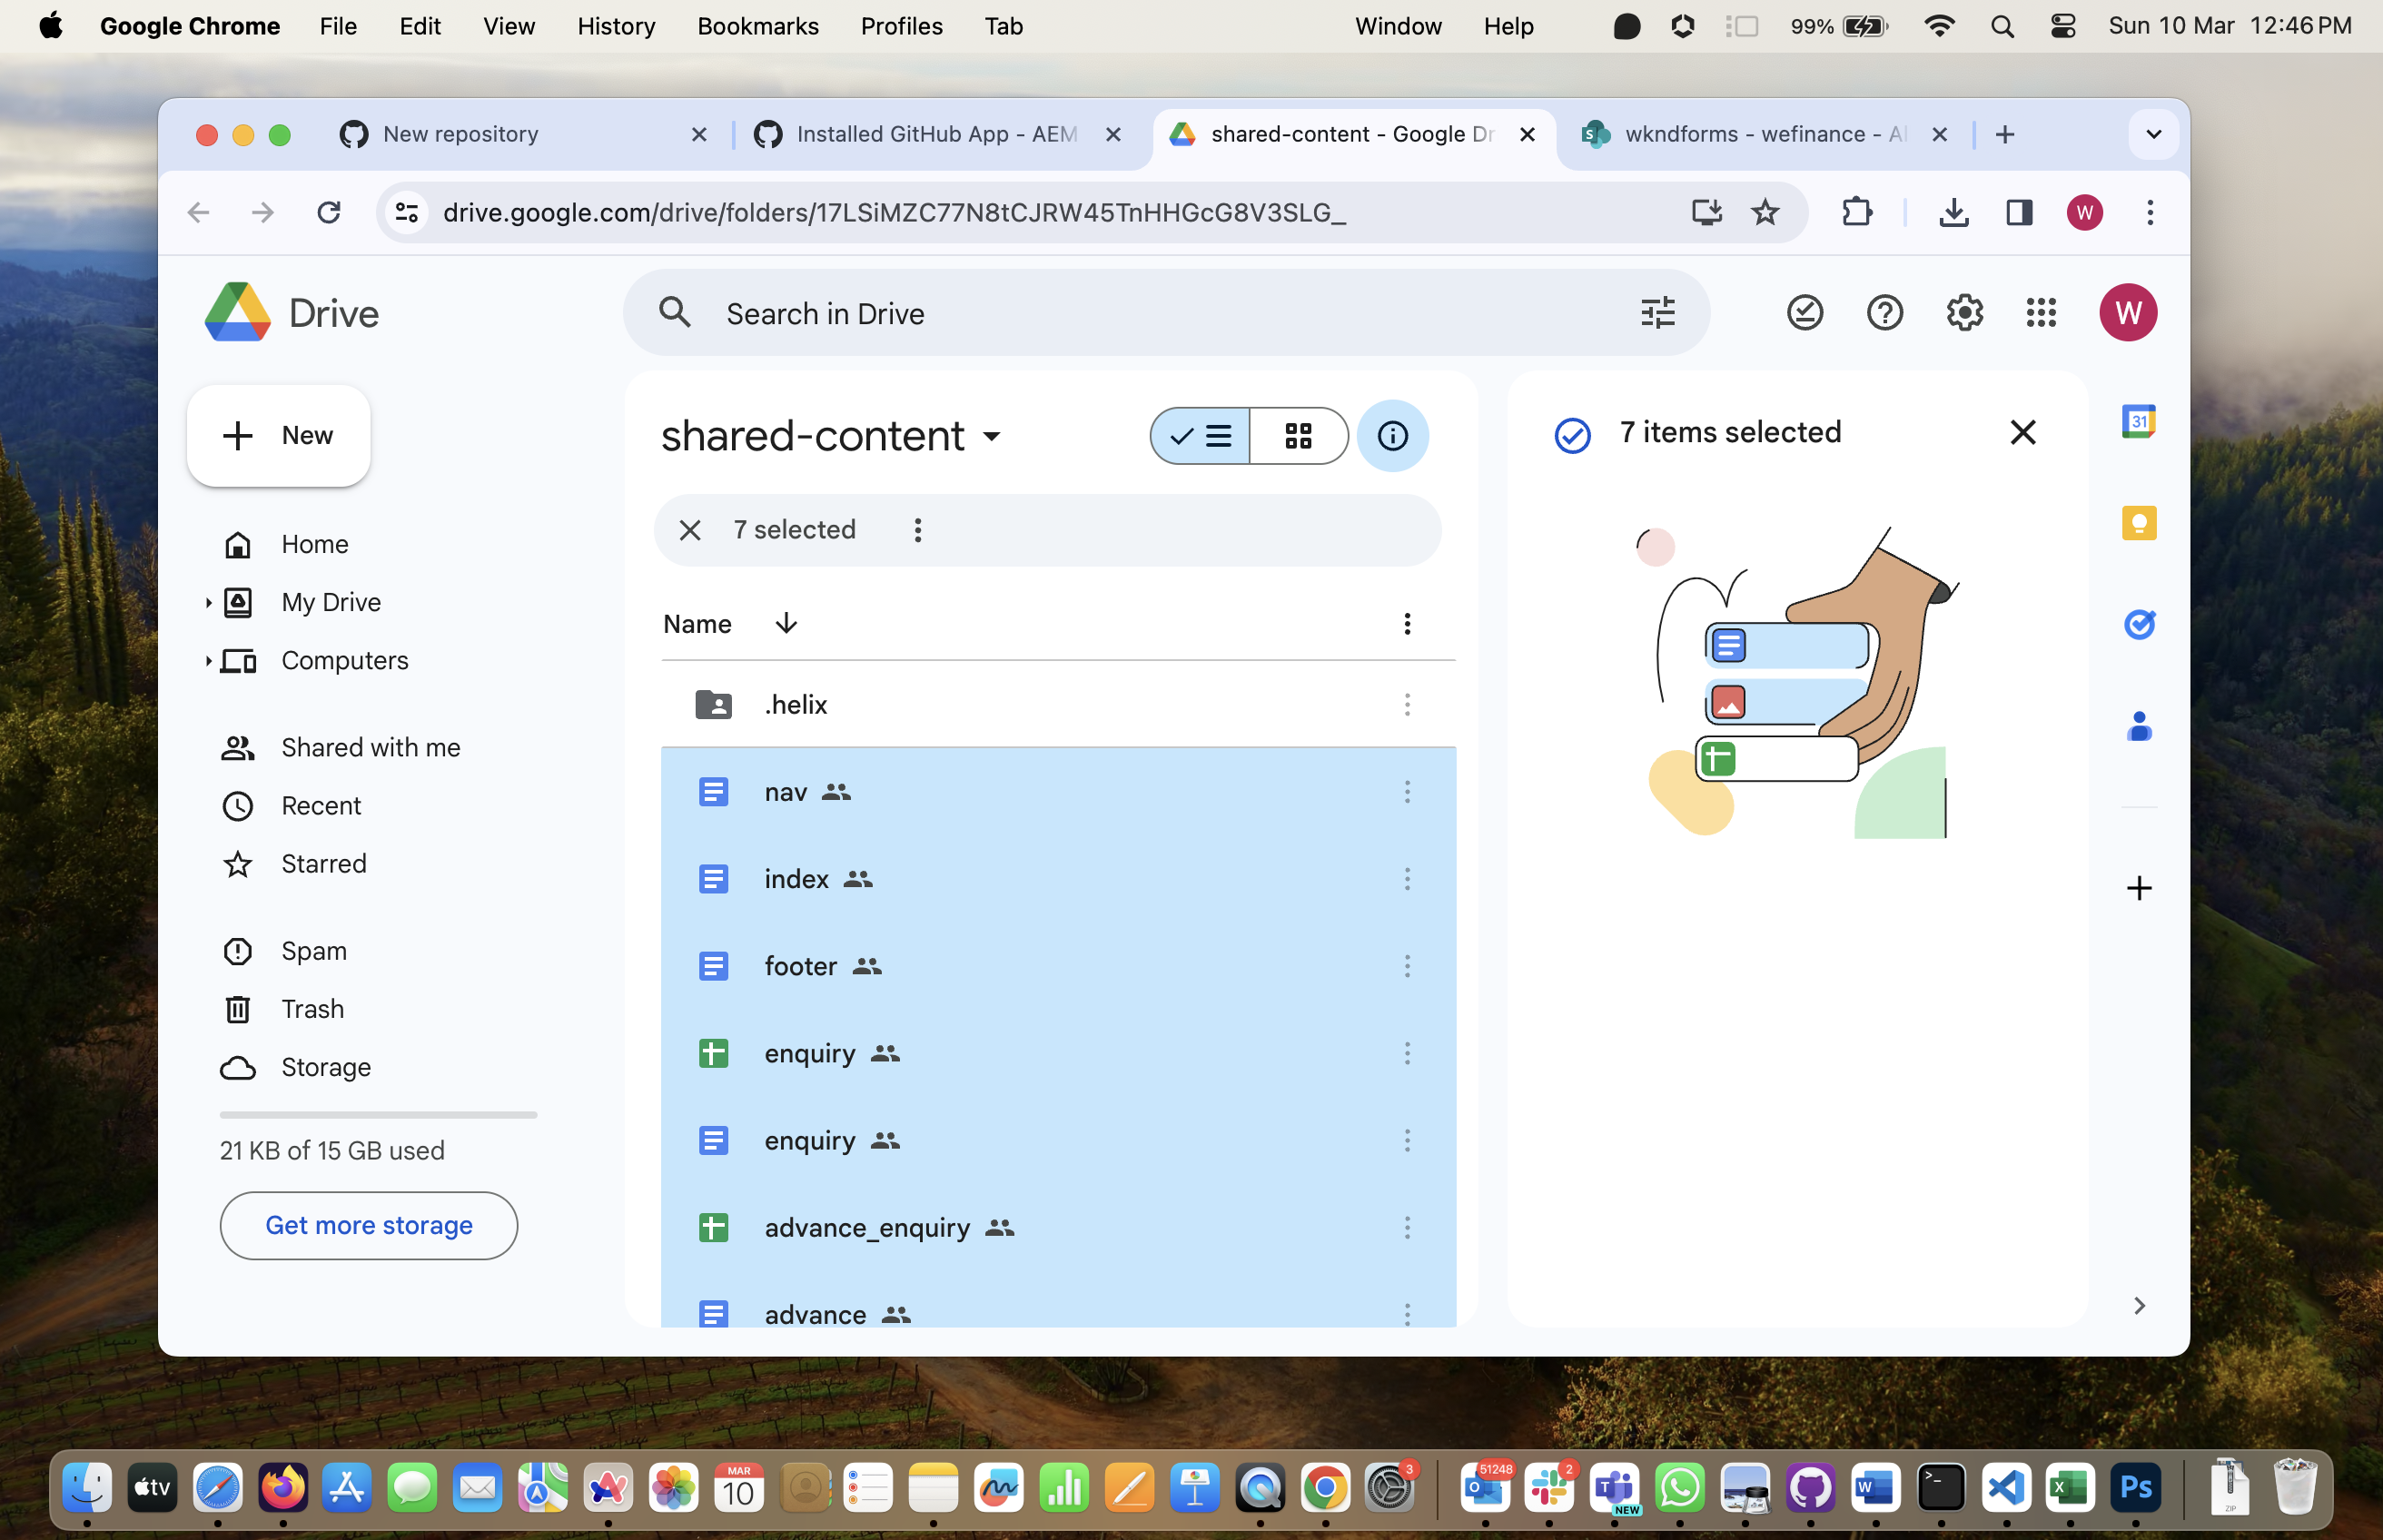 Google Chrome File Edit View History Bookmarks Profiles Tab Window Help 99% Sun 10 Mar 12:46 PM
New repository
Installed GitHub App - AEM
shared-content - Google Dr
wkndforms - wefinance - Al
drive.google.com/drive/folders/17LSiMZC77N8tCJRW45TnHHGcG8V3SLG_
W
Drive
Search in Drive
W
New
Home
My Drive
Computers
Shared with me
Recent
Starred
Spam
Trash
Storage
21 KB of 15 GB used
Get more storage
shared-content
7 selected
Name
.helix
nav
index
footer
enquiry
enquiry
advance_enquiry
advance
7 items selected
31
tv
MAR
10
3
51248
2
NEW
W
X
Ps
ZIP